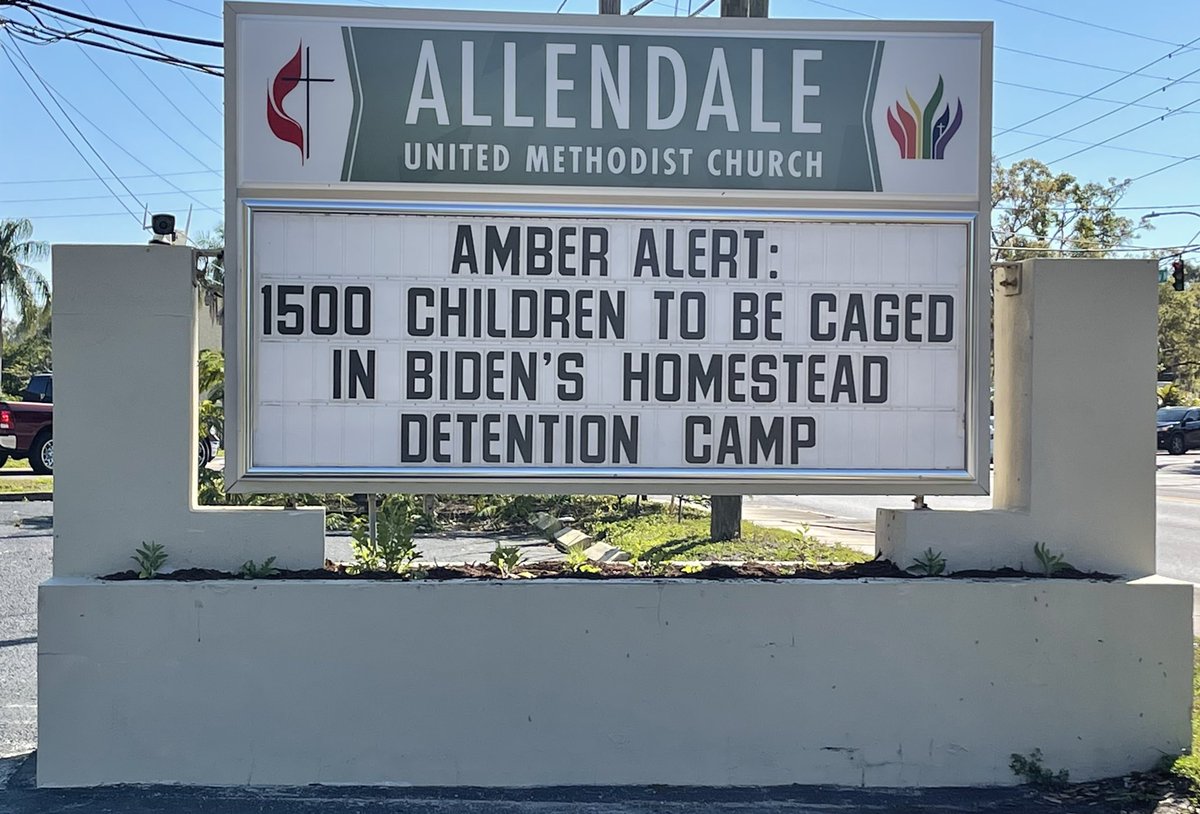 ALLENDALE
UNITED METHODIST CHURCH
AMBER ALERT:
1500 CHILDREN TO BE CAGED
IN BIDEN'S HOMESTEAD
DETENTION CAMP